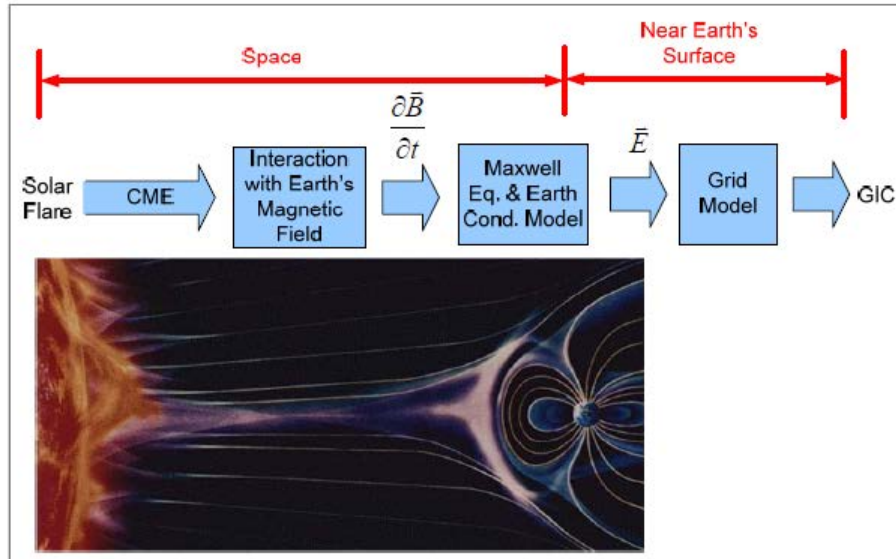 Space
Near Earth's
Surface
∂B̄
∂t
Ē
Solar
Flare
CME
Interaction
with Earth's
Magnetic
Field
Maxwell
Eq. & Earth
Cond. Model
Grid
Model
GIC